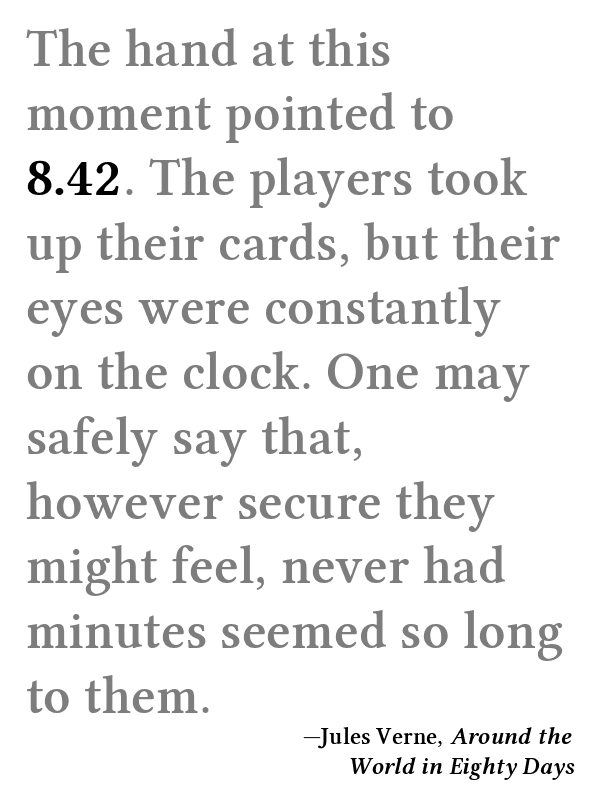 The hand at this
moment pointed to
8.42. The players took
up their cards, but their
eyes were constantly
on the clock. One may
safely say that,
however secure they
might feel, never had
minutes seemed so long
to them.
—Jules Verne, Around the
World in Eighty Days